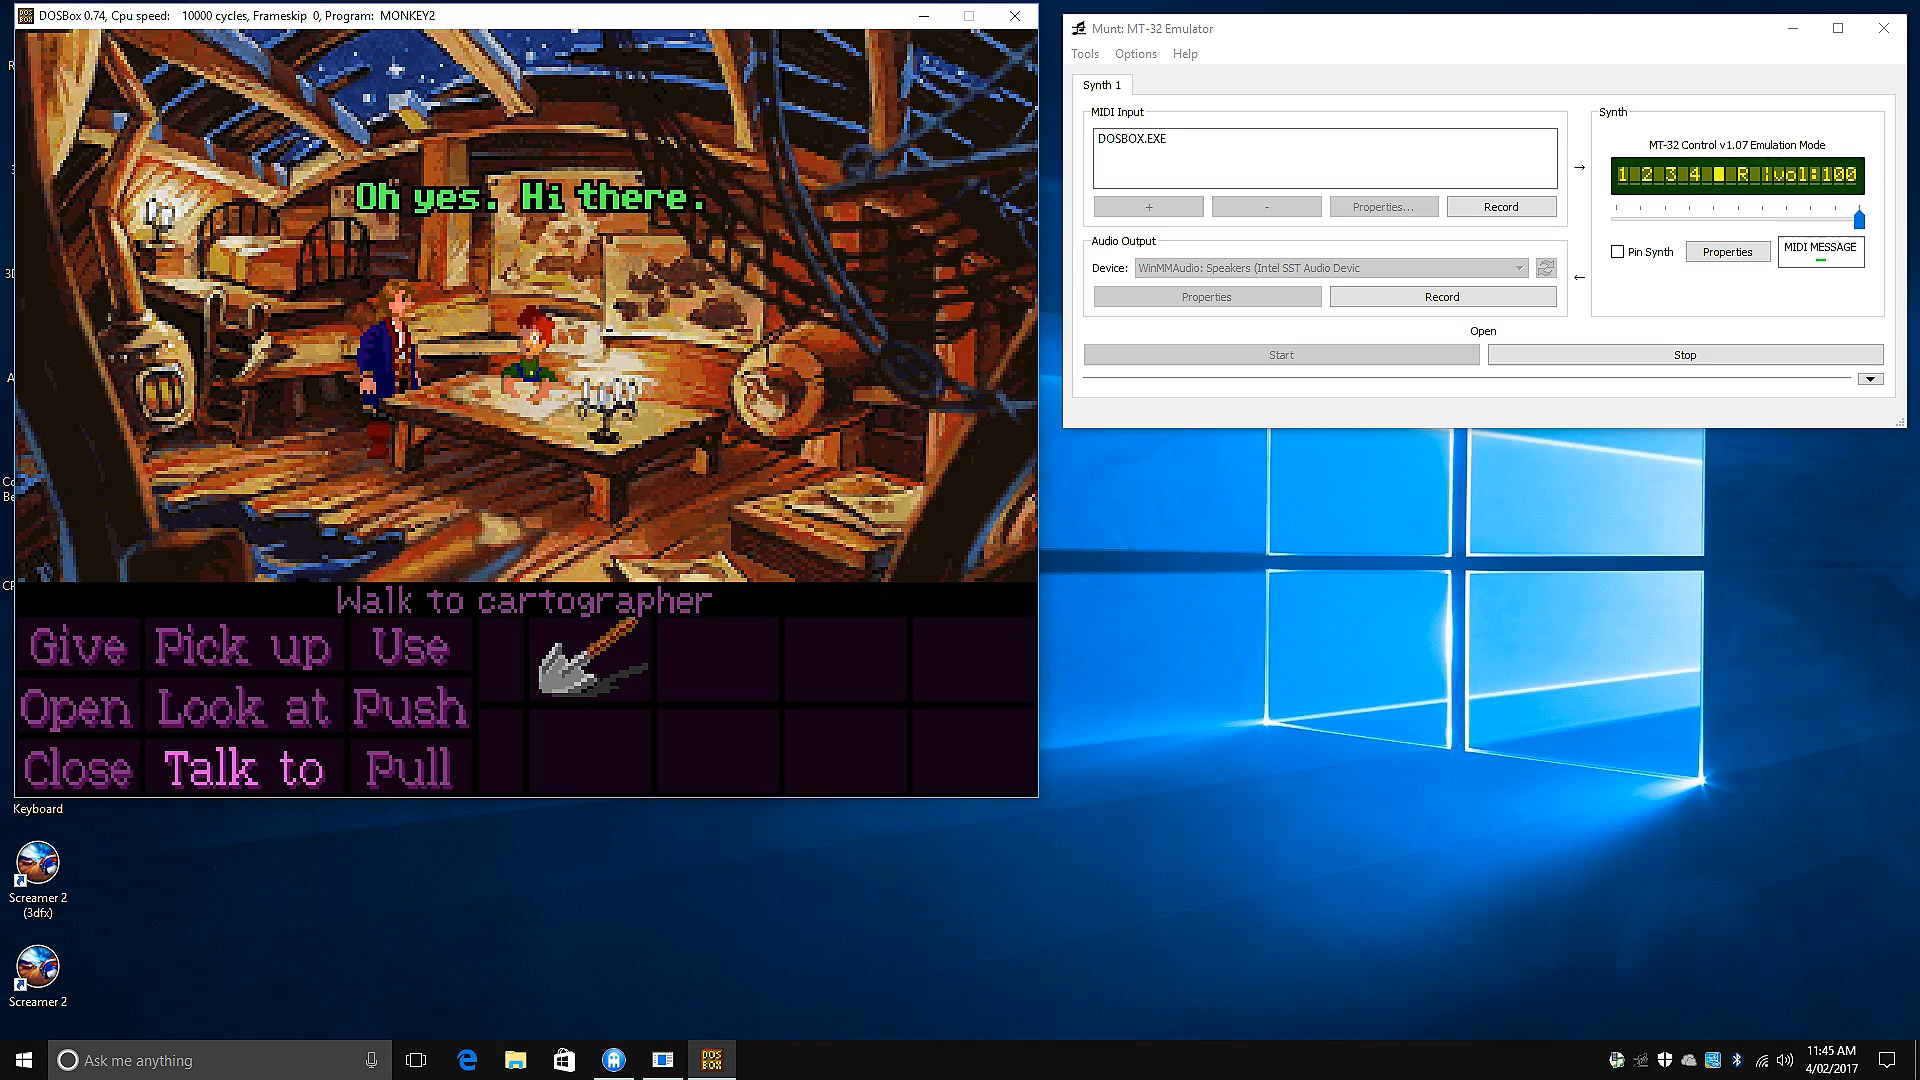 DOSBox 0.74, Cpu speed: 10000 cycles, Frameskip 0, Program: MONKEY2
Oh yes. Hi there.
Walk to cartographer
Give Pick up Use
Open Look at Push
Close Talk to Pull
Munt: MT-32 Emulator
Tools Options Help
Synth 1
MIDI Input
DOSBOX.EXE
+ - Properties... Record
Audio Output
Device: WinMMAudio: Speakers (Intel SST Audio Devic
Properties Record
Synth
MT-32 Control v1.07 Emulation Mode
1 2 3 4 R |vol:100
Pin Synth Properties MIDI MESSAGE
Open
Start Stop
Keyboard
Screamer 2
(3dfx)
Screamer 2
Ask me anything
DOS
BOX
11:45 AM
4/02/2017